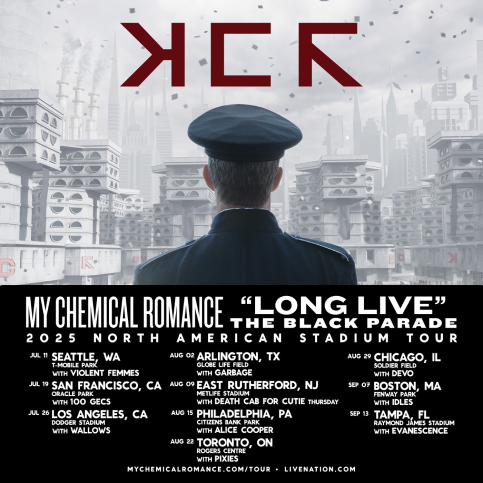 MY CHEMICAL ROMANCE
"LONG LIVE"
THE BLACK PARADE
2025 NORTH AMERICAN STADIUM TOUR
JUL 11 SEATTLE, WA
T-MOBILE PARK
WITH VIOLENT FEMMES
JUL 19 SAN FRANCISCO, CA
ORACLE PARK
WITH 100 GECS
JUL 26 LOS ANGELES, CA
DODGER STADIUM
WITH WALLOWS
AUG 02 ARLINGTON, TX
GLOBE LIFE FIELD
WITH GARBAGE
AUG 09 EAST RUTHERFORD, NJ
METLIFE STADIUM
WITH DEATH CAB FOR CUTIE THURSDAY
AUG 15 PHILADELPHIA, PA
CITIZENS BANK PARK
WITH ALICE COOPER
AUG 22 TORONTO, ON
ROGERS CENTRE
WITH PIXIES
AUG 29 CHICAGO, IL
SOLDIER FIELD
WITH DEVO
SEP 07 BOSTON, MA
FENWAY PARK
WITH IDLES
SEP 13 TAMPA, FL
RAYMOND JAMES STADIUM
WITH EVANESCENCE
MYCHEMICALROMANCE.COM/TOUR • LIVENATION.COM